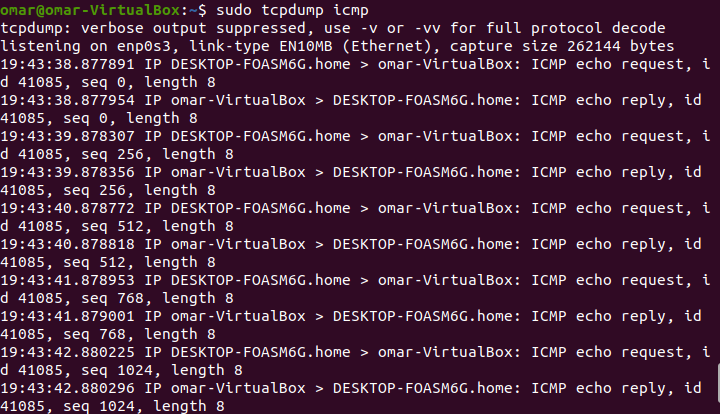 omar@omar-VirtualBox:~$ sudo tcpdump icmp
tcpdump: verbose output suppressed, use -v or -vv for full protocol decode
listening on enp0s3, link-type EN10MB (Ethernet), capture size 262144 bytes
19:43:38.877891 IP DESKTOP-FOASM6G.home > omar-VirtualBox: ICMP echo request, i
d 41085, seq 0, length 8
19:43:38.877954 IP omar-VirtualBox > DESKTOP-FOASM6G.home: ICMP echo reply, id
41085, seq 0, length 8
19:43:39.878307 IP DESKTOP-FOASM6G.home > omar-VirtualBox: ICMP echo request, i
d 41085, seq 256, length 8
19:43:39.878356 IP omar-VirtualBox > DESKTOP-FOASM6G.home: ICMP echo reply, id
41085, seq 256, length 8
19:43:40.878772 IP DESKTOP-FOASM6G.home > omar-VirtualBox: ICMP echo request, i
d 41085, seq 512, length 8
19:43:40.878818 IP omar-VirtualBox > DESKTOP-FOASM6G.home: ICMP echo reply, id
41085, seq 512, length 8
19:43:41.878953 IP DESKTOP-FOASM6G.home > omar-VirtualBox: ICMP echo request, i
d 41085, seq 768, length 8
19:43:41.879001 IP omar-VirtualBox > DESKTOP-FOASM6G.home: ICMP echo reply, id
41085, seq 768, length 8
19:43:42.880225 IP DESKTOP-FOASM6G.home > omar-VirtualBox: ICMP echo request, i
d 41085, seq 1024, length 8
19:43:42.880296 IP omar-VirtualBox > DESKTOP-FOASM6G.home: ICMP echo reply, id
41085, seq 1024, length 8